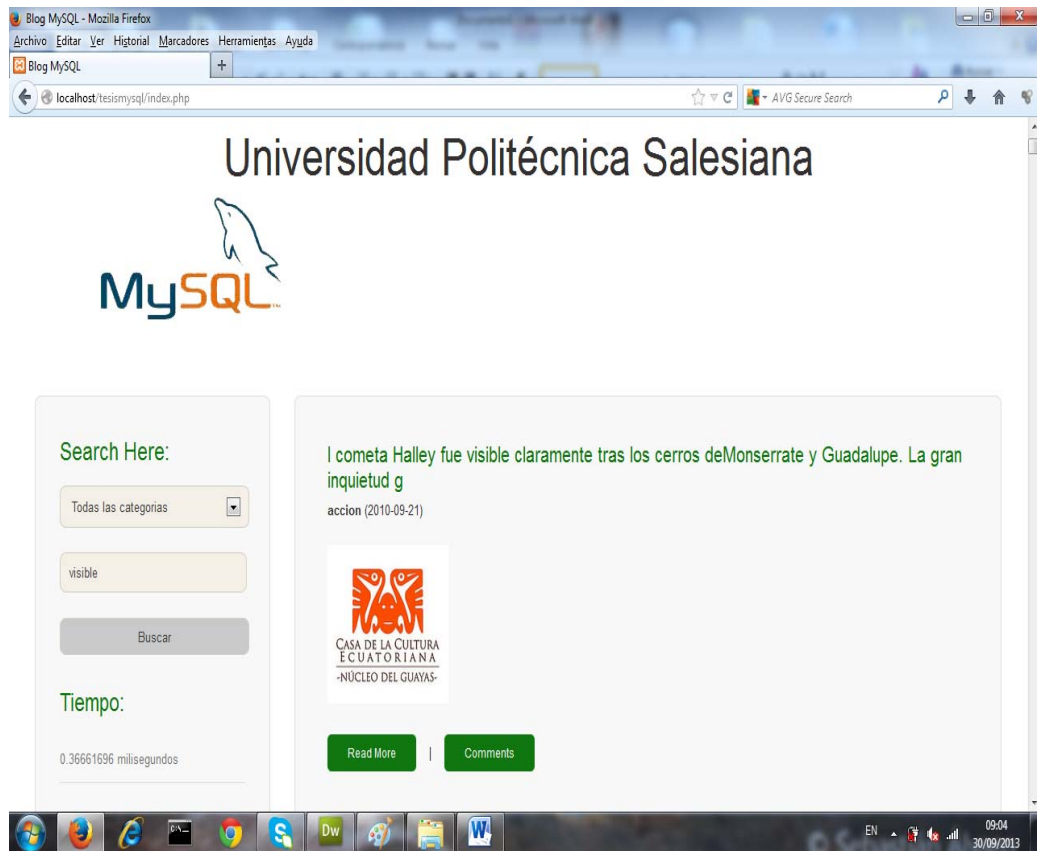 Blog MySQL - Mozilla Firefox
Archivo Editar Ver Historial Marcadores Herramientas Ayuda
Blog MySQL +
localhost/tesismysql/index.php
AVG Secure Search
Universidad Politécnica Salesiana
MySQL
Search Here:
Todas las categorias
visible
Buscar
Tiempo:
0.36661696 milisegundos
l cometa Halley fue visible claramente tras los cerros deMonserrate y Guadalupe. La gran
inquietud g
accion (2010-09-21)
CASA DE LA CULTURA
ECUATORIANA
-NÚCLEO DEL GUAYAS-
Read More | Comments
Dw
EN
09:04
30/09/2013